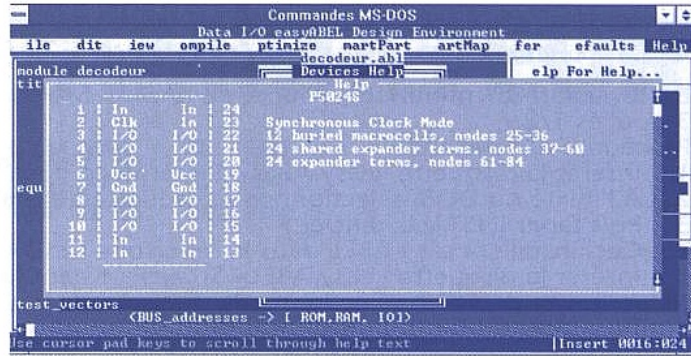 Commandes MS-DOS
Data I/O easyABEL Design Environment
ile dit iew ompile ptimize martPart artMap fer efaults Help
decodeur.abl
module decodeur Devices Help elp For Help...
tit Help
P5024S
1 | In In | 24
2 | Clk In | 23 Synchronous Clock Mode
3 | I/O I/O | 22 12 buried macrocells, nodes 25-36
4 | I/O I/O | 21 24 shared expander terms, nodes 37-60
5 | I/O I/O | 20 24 expander terms, nodes 61-84
6 | Vcc Vcc | 19
equ 7 | Gnd Gnd | 18
8 | I/O I/O | 17
9 | I/O I/O | 16
10 | I/O I/O | 15
11 | In In | 14
12 | In In | 13
test_vectors
(BUS_addresses -> [ ROM,RAM, IO])
Use cursor pad keys to scroll through help text |Insert 0016:024